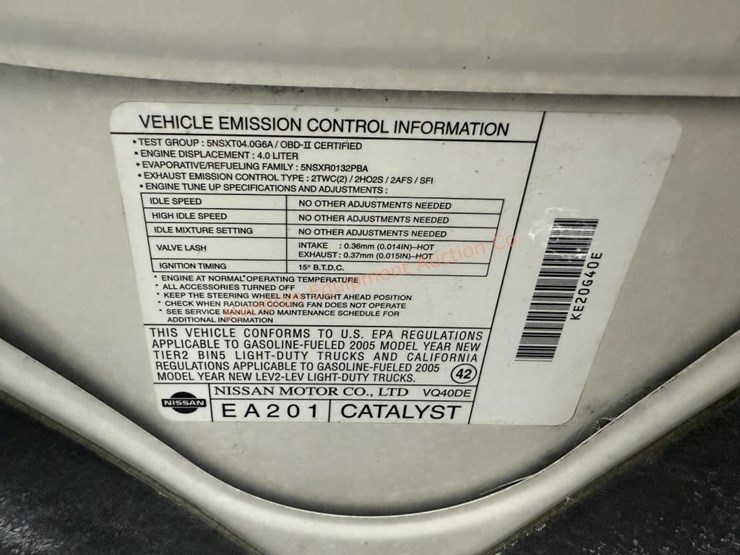 VEHICLE EMISSION CONTROL INFORMATION
• TEST GROUP : 5NSXT04.0G6A / OBD-II CERTIFIED
• ENGINE DISPLACEMENT : 4.0 LITER
• EVAPORATIVE/REFUELING FAMILY : 5NSXR0132PBA
• EXHAUST EMISSION CONTROL TYPE : 2TWC(2) / 2HO2S / 2AFS / SFI
• ENGINE TUNE UP SPECIFICATIONS AND ADJUSTMENTS :
IDLE SPEED NO OTHER ADJUSTMENTS NEEDED
HIGH IDLE SPEED NO OTHER ADJUSTMENTS NEEDED
IDLE MIXTURE SETTING NO OTHER ADJUSTMENTS NEEDED
VALVE LASH INTAKE : 0.36mm (0.014IN)-HOT
EXHAUST : 0.37mm (0.015IN)-HOT
IGNITION TIMING 15° B.T.D.C.
* ENGINE AT NORMAL OPERATING TEMPERATURE
* ALL ACCESSORIES TURNED OFF
* KEEP THE STEERING WHEEL IN A STRAIGHT AHEAD POSITION
* CHECK WHEN RADIATOR COOLING FAN DOES NOT OPERATE
* SEE SERVICE MANUAL AND MAINTENANCE SCHEDULE FOR
ADDITIONAL INFORMATION
THIS VEHICLE CONFORMS TO U.S. EPA REGULATIONS
APPLICABLE TO GASOLINE-FUELED 2005 MODEL YEAR NEW
TIER2 BIN5 LIGHT-DUTY TRUCKS AND CALIFORNIA
REGULATIONS APPLICABLE TO GASOLINE-FUELED 2005
MODEL YEAR NEW LEV2-LEV LIGHT-DUTY TRUCKS.
42
NISSAN
NISSAN MOTOR CO., LTD VQ40DE
EA201 CATALYST
KE20G40E
Equipment Auction Co